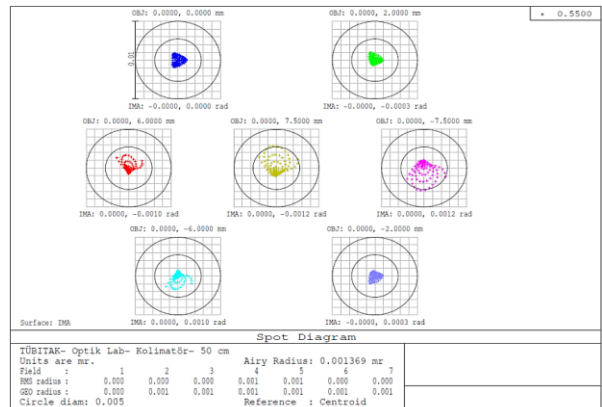 OBJ: 0.0000, 0.0000 mm
OBJ: 0.0000, 2.0000 mm
+ 0.5500
0.01
IMA: -0.0000, 0.0000 rad
IMA: -0.0000, -0.0003 rad
OBJ: 0.0000, 6.0000 mm
OBJ: 0.0000, 7.5000 mm
OBJ: 0.0000, -7.5000 mm
IMA: 0.0000, -0.0010 rad
IMA: 0.0000, -0.0012 rad
IMA: 0.0000, 0.0012 rad
OBJ: 0.0000, -6.0000 mm
OBJ: 0.0000, -2.0000 mm
Surface: IMA
IMA: 0.0000, 0.0010 rad
IMA: -0.0000, 0.0003 rad
Spot Diagram
TÜBITAK- Optik Lab- Kolimatör- 50 cm
Units are mr. Airy Radius: 0.001369 mr
Field : 1 2 3 4 5 6 7
RMS radius : 0.000 0.000 0.000 0.001 0.001 0.000 0.000
GEO radius : 0.000 0.001 0.001 0.001 0.001 0.001 0.001
Circle diam: 0.005 Reference : Centroid